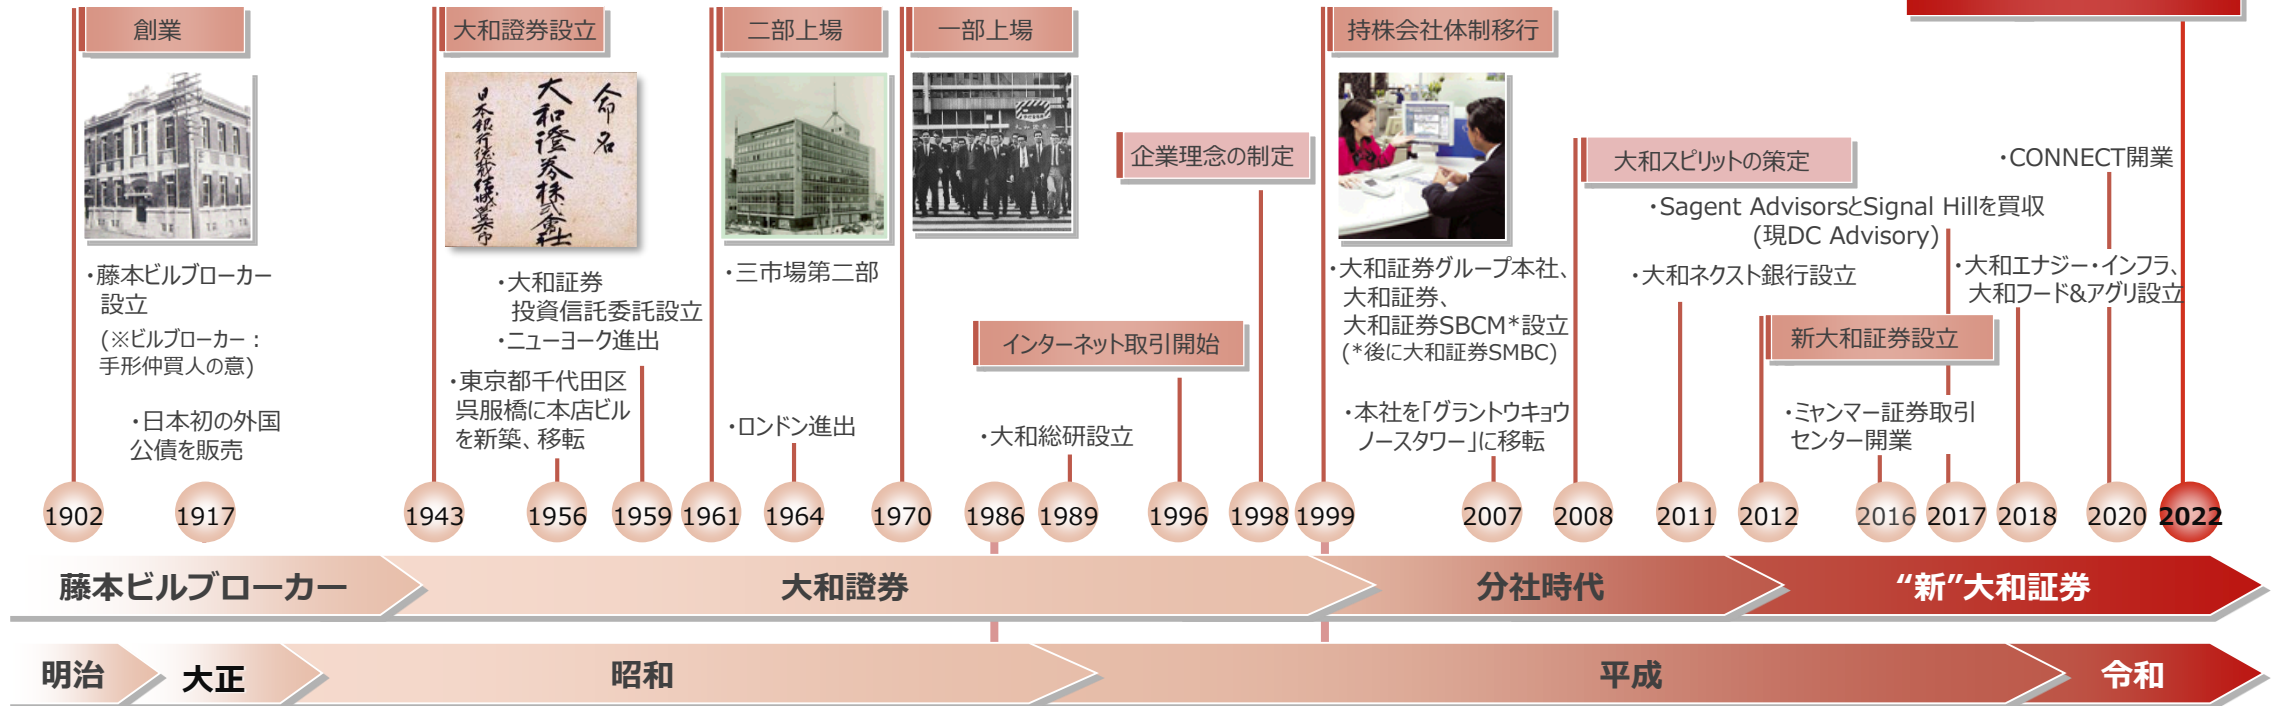 創業
大和證券設立
二部上場
一部上場
持株会社体制移行
命名
大和證券株式會社
企業理念の制定
大和スピリットの策定
・CONNECT開業
・Sagent AdvisorsとSignal Hillを買収
(現DC Advisory)
・藤本ビルブローカー
設立
(※ビルブローカー：
手形仲買人の意)
・日本初の外国
公債を販売
・大和証券
投資信託委託設立
・ニューヨーク進出
・東京都千代田区
呉服橋に本店ビル
を新築、移転
・三市場第二部
・ロンドン進出
インターネット取引開始
・大和総研設立
・大和証券グループ本社、
大和証券、
大和証券SBCM*設立
(*後に大和証券SMBC)
・本社を「グラントウキョウ
ノースタワー」に移転
・大和ネクスト銀行設立
・大和エナジー・インフラ、
大和フード&アグリ設立
新大和証券設立
・ミャンマー証券取引
センター開業
1902 1917 1943 1956 1959 1961 1964 1970 1986 1989 1996 1998 1999 2007 2008 2011 2012 2016 2017 2018 2020 2022
藤本ビルブローカー 大和證券 分社時代 “新”大和証券
明治 大正 昭和 平成 令和